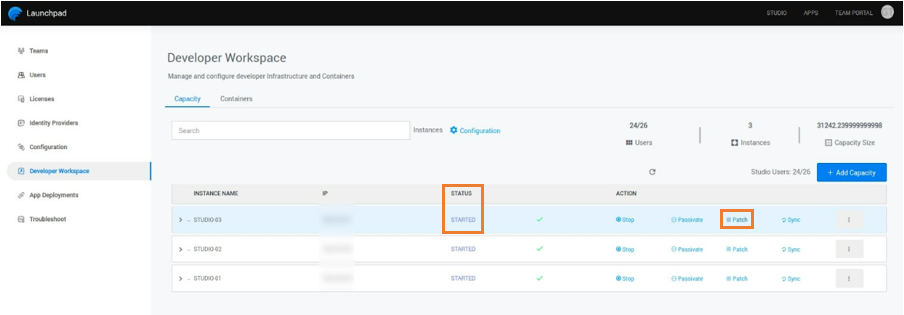 Launchpad
STUDIO APPS TEAM PORTAL
Teams
Users
Licenses
Identity Providers
Configuration
Developer Workspace
App Deployments
Troubleshoot
Developer Workspace
Manage and configure developer Infrastructure and Containers
Capacity Containers
Search Instances Configuration
24/26 3 31242.239999999998
Users Instances Capacity Size
Studio Users: 24/26 + Add Capacity
INSTANCE NAME IP STATUS ACTION
STUDIO-03 STARTED Stop Passivate Patch Sync
STUDIO-02 STARTED Stop Passivate Patch Sync
STUDIO-01 STARTED Stop Passivate Patch Sync